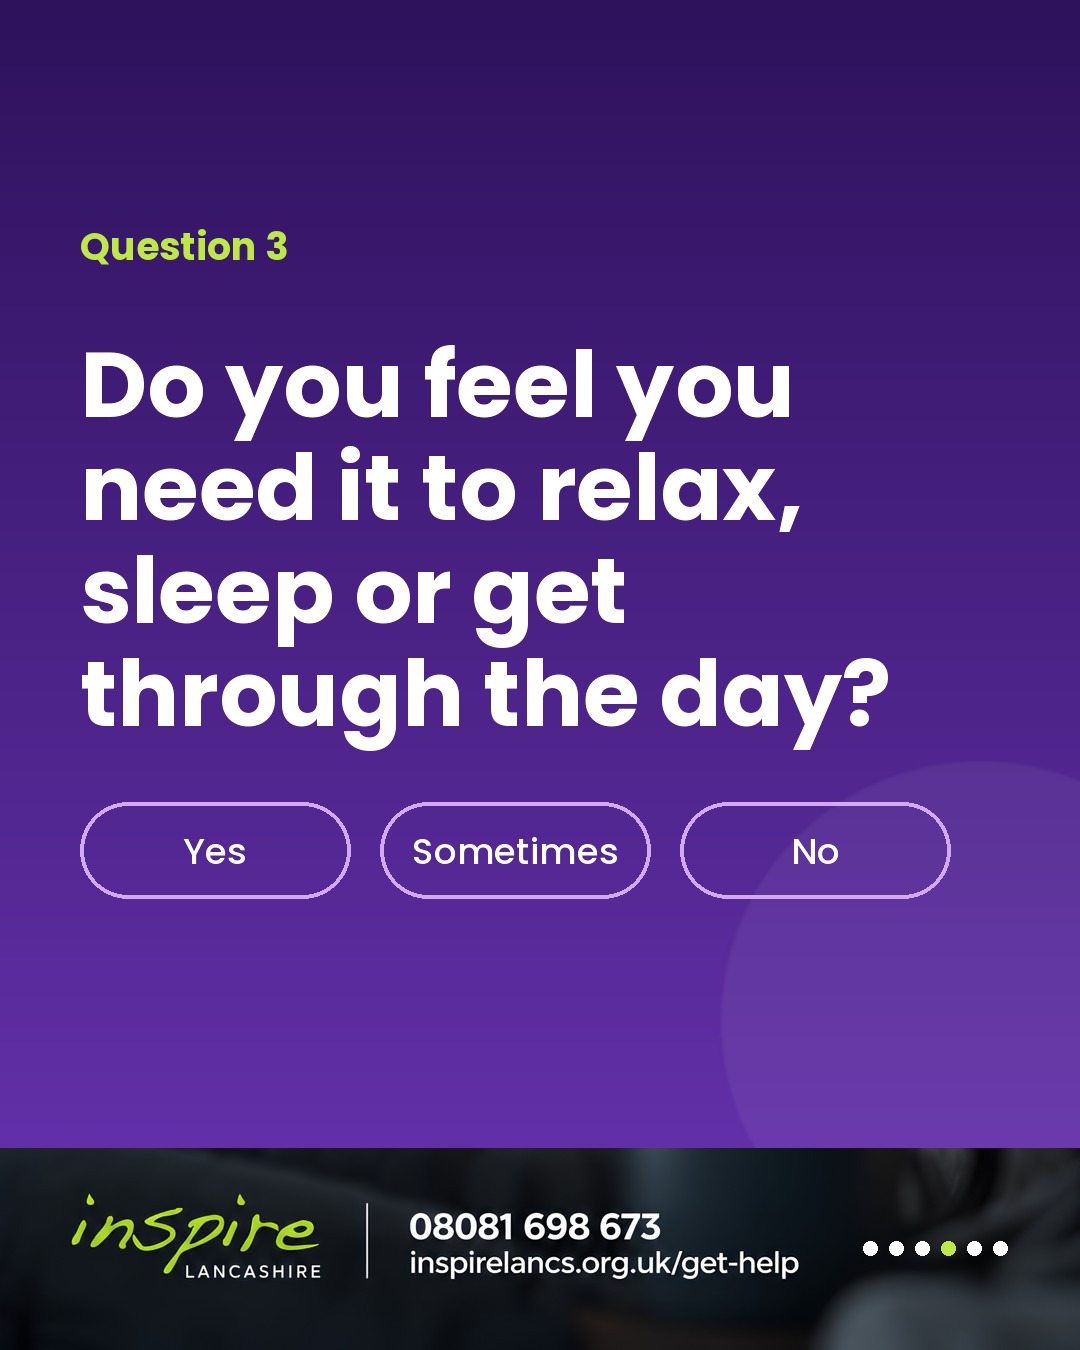 Question 3
Do you feel you
need it to relax,
sleep or get
through the day?
Yes
Sometimes
No
inspire
LANCASHIRE
08081 698 673
inspirelancs.org.uk/get-help